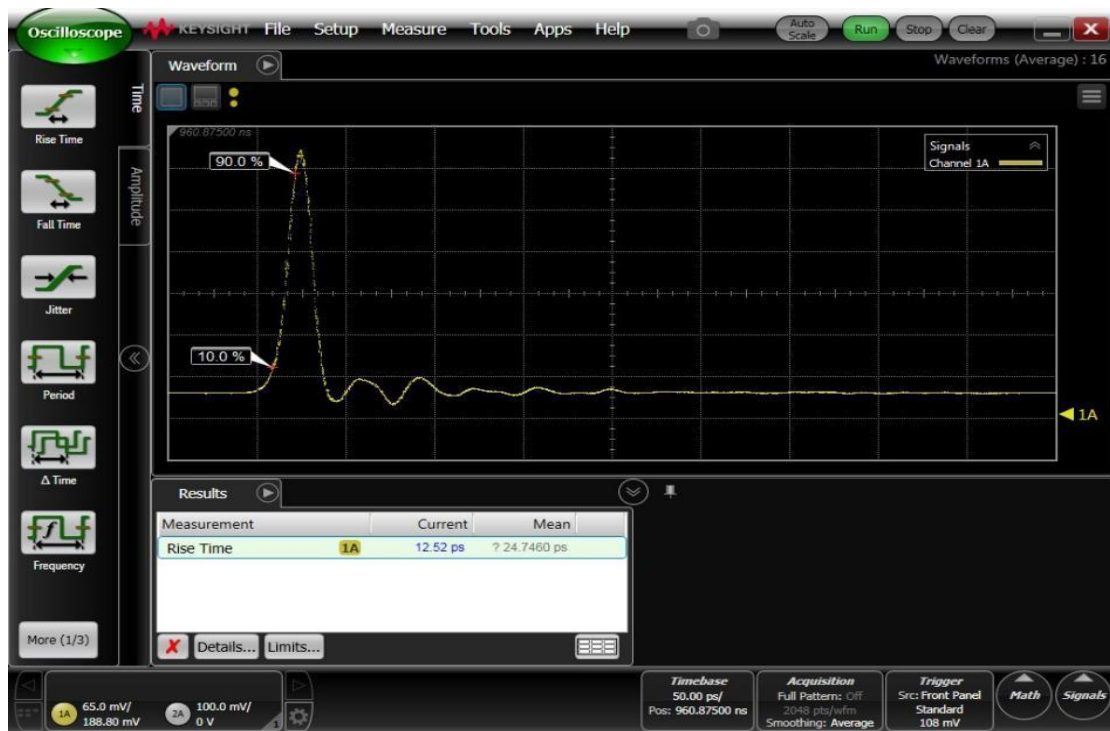 Oscilloscope
KEYSIGHT File Setup Measure Tools Apps Help
Auto Scale
Run
Stop
Clear
Waveform
Waveforms (Average) : 16
Time
Amplitude
Rise Time
Fall Time
Jitter
Period
Δ Time
Frequency
More (1/3)
960.87500 ns
90.0 %
10.0 %
Signals
Channel 1A
1A
Results
Measurement Current Mean
Rise Time 1A 12.52 ps ? 24.7460 ps
Details... Limits...
1A 65.0 mV/
188.80 mV
2A 100.0 mV/
0 V
1
Timebase
50.00 ps/
Pos: 960.87500 ns
Acquisition
Full Pattern: Off
2048 pts/wfm
Smoothing: Average
Trigger
Src: Front Panel
Standard
108 mV
Math
Signals